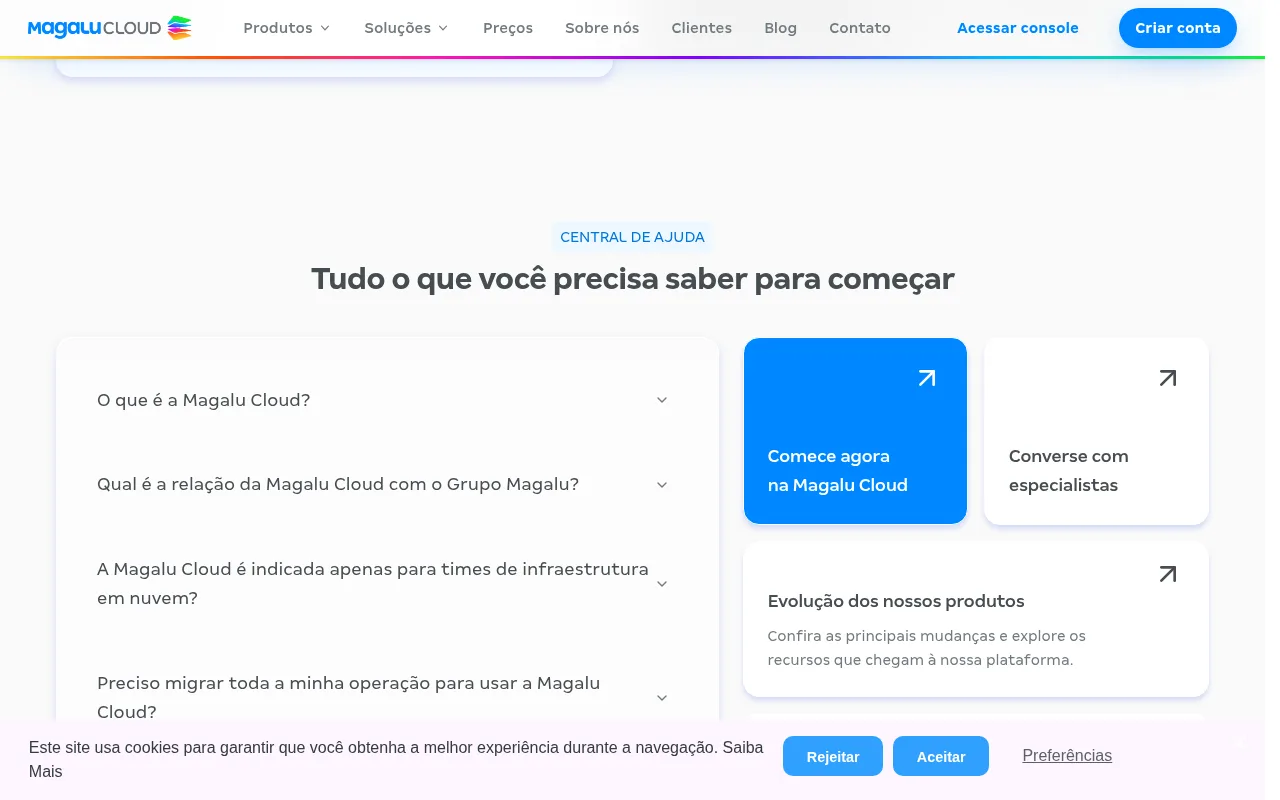 MagaluCLOUD
Produtos
Soluções
Preços
Sobre nós
Clientes
Blog
Contato
Acessar console
Criar conta
CENTRAL DE AJUDA
Tudo o que você precisa saber para começar
O que é a Magalu Cloud?
Qual é a relação da Magalu Cloud com o Grupo Magalu?
A Magalu Cloud é indicada apenas para times de infraestrutura
em nuvem?
Preciso migrar toda a minha operação para usar a Magalu
Cloud?
Comece agora
na Magalu Cloud
Converse com
especialistas
Evolução dos nossos produtos
Confira as principais mudanças e explore os
recursos que chegam à nossa plataforma.
Este site usa cookies para garantir que você obtenha a melhor experiência durante a navegação. Saiba
Mais
Rejeitar
Aceitar
Preferências